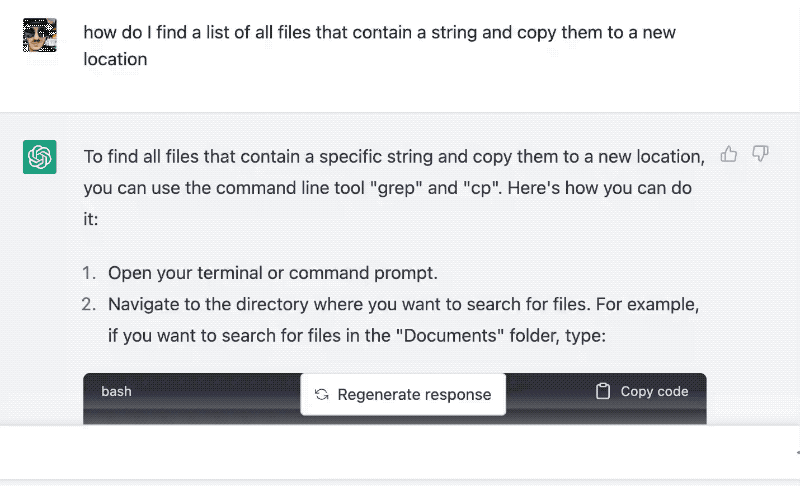 how do I find a list of all files that contain a string and copy them to a new
location
To find all files that contain a specific string and copy them to a new location,
you can use the command line tool "grep" and "cp". Here's how you can do
it:
1. Open your terminal or command prompt.
2. Navigate to the directory where you want to search for files. For example,
if you want to search for files in the "Documents" folder, type:
bash
Regenerate response
Copy code